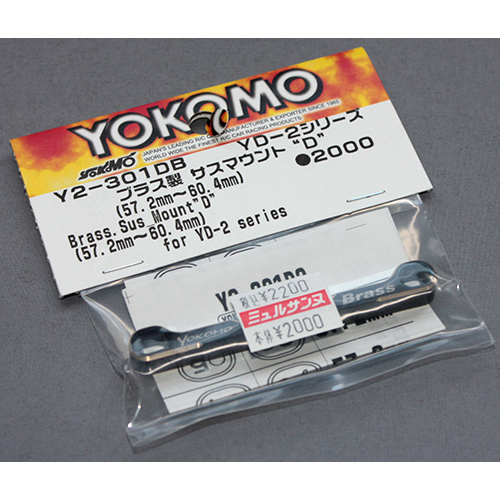 YOKOMO
JAPAN'S LEADING R/C CAR MANUFACTURER & EXPORTER SINCE 1965
WORLD WIDE THE FINEST R/C CAR RACING PRODUCTS
YOKOMO
Y2-301DB YD-2シリーズ
ブラス製 サスマウント"D"
(57.2mm～60.4mm) ●2000
Brass.Sus Mount"D"
(57.2mm～60.4mm)
for YD-2 series
税込¥2200
ミュルサンヌ
本体¥2000
YOKOMO
Brass